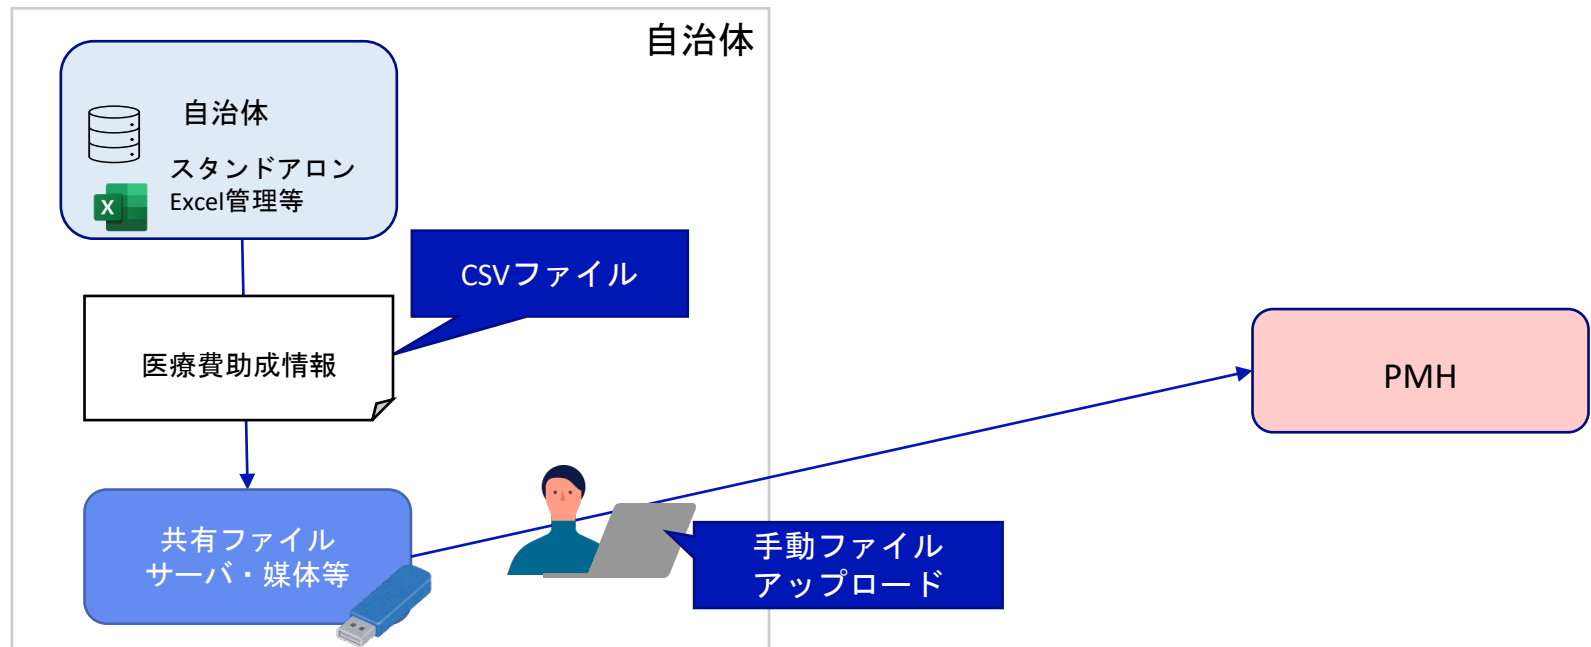 自治体
自治体
スタンドアロン
Excel管理等
X
CSVファイル
医療費助成情報
PMH
共有ファイル
サーバ・媒体等
手動ファイル
アップロード